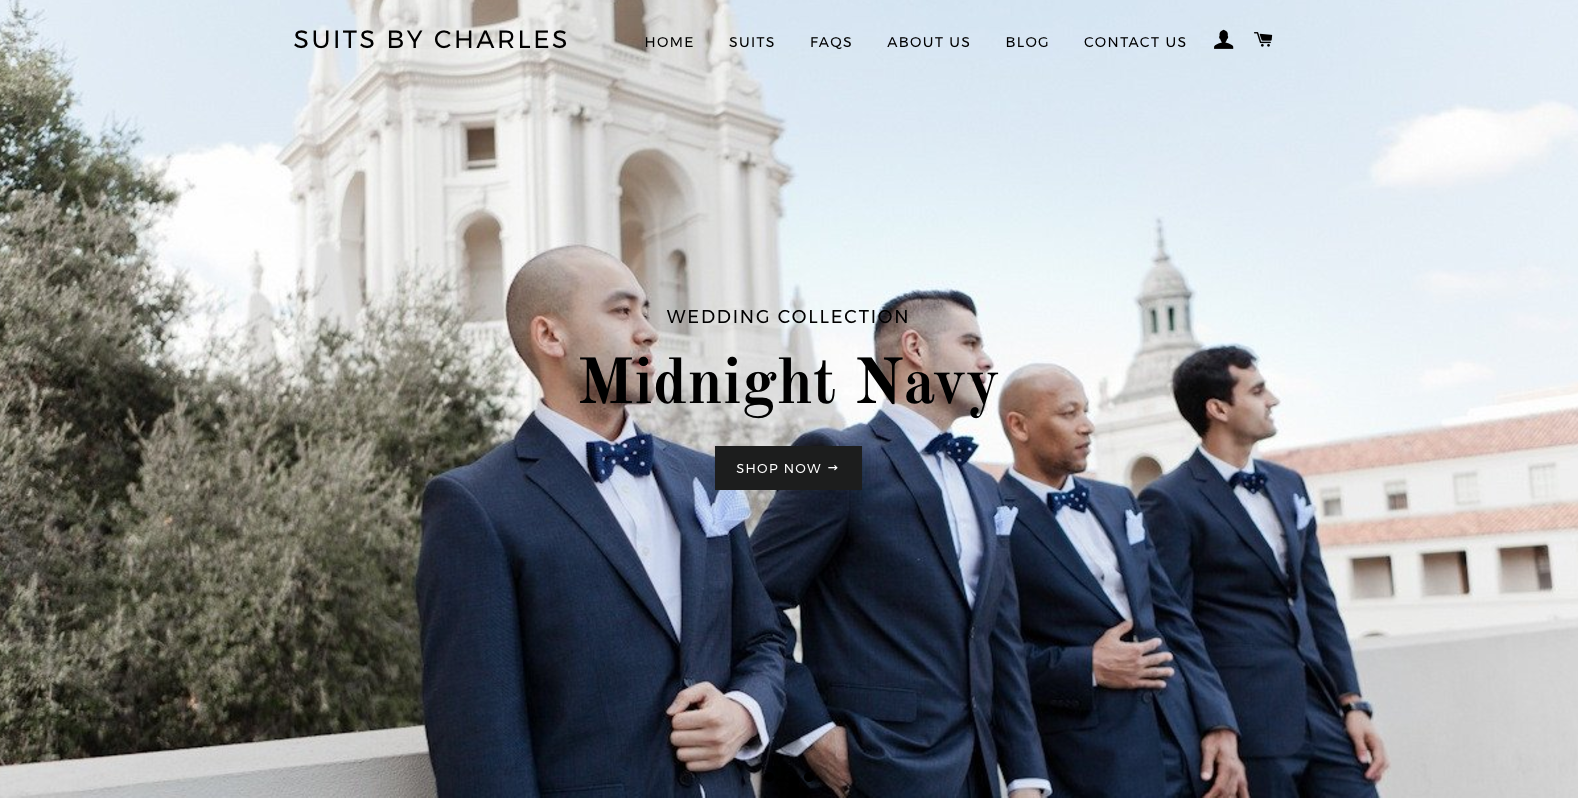 SUITS BY CHARLES
HOME SUITS FAQS ABOUT US BLOG CONTACT US
WEDDING COLLECTION
Midnight Navy
SHOP NOW →